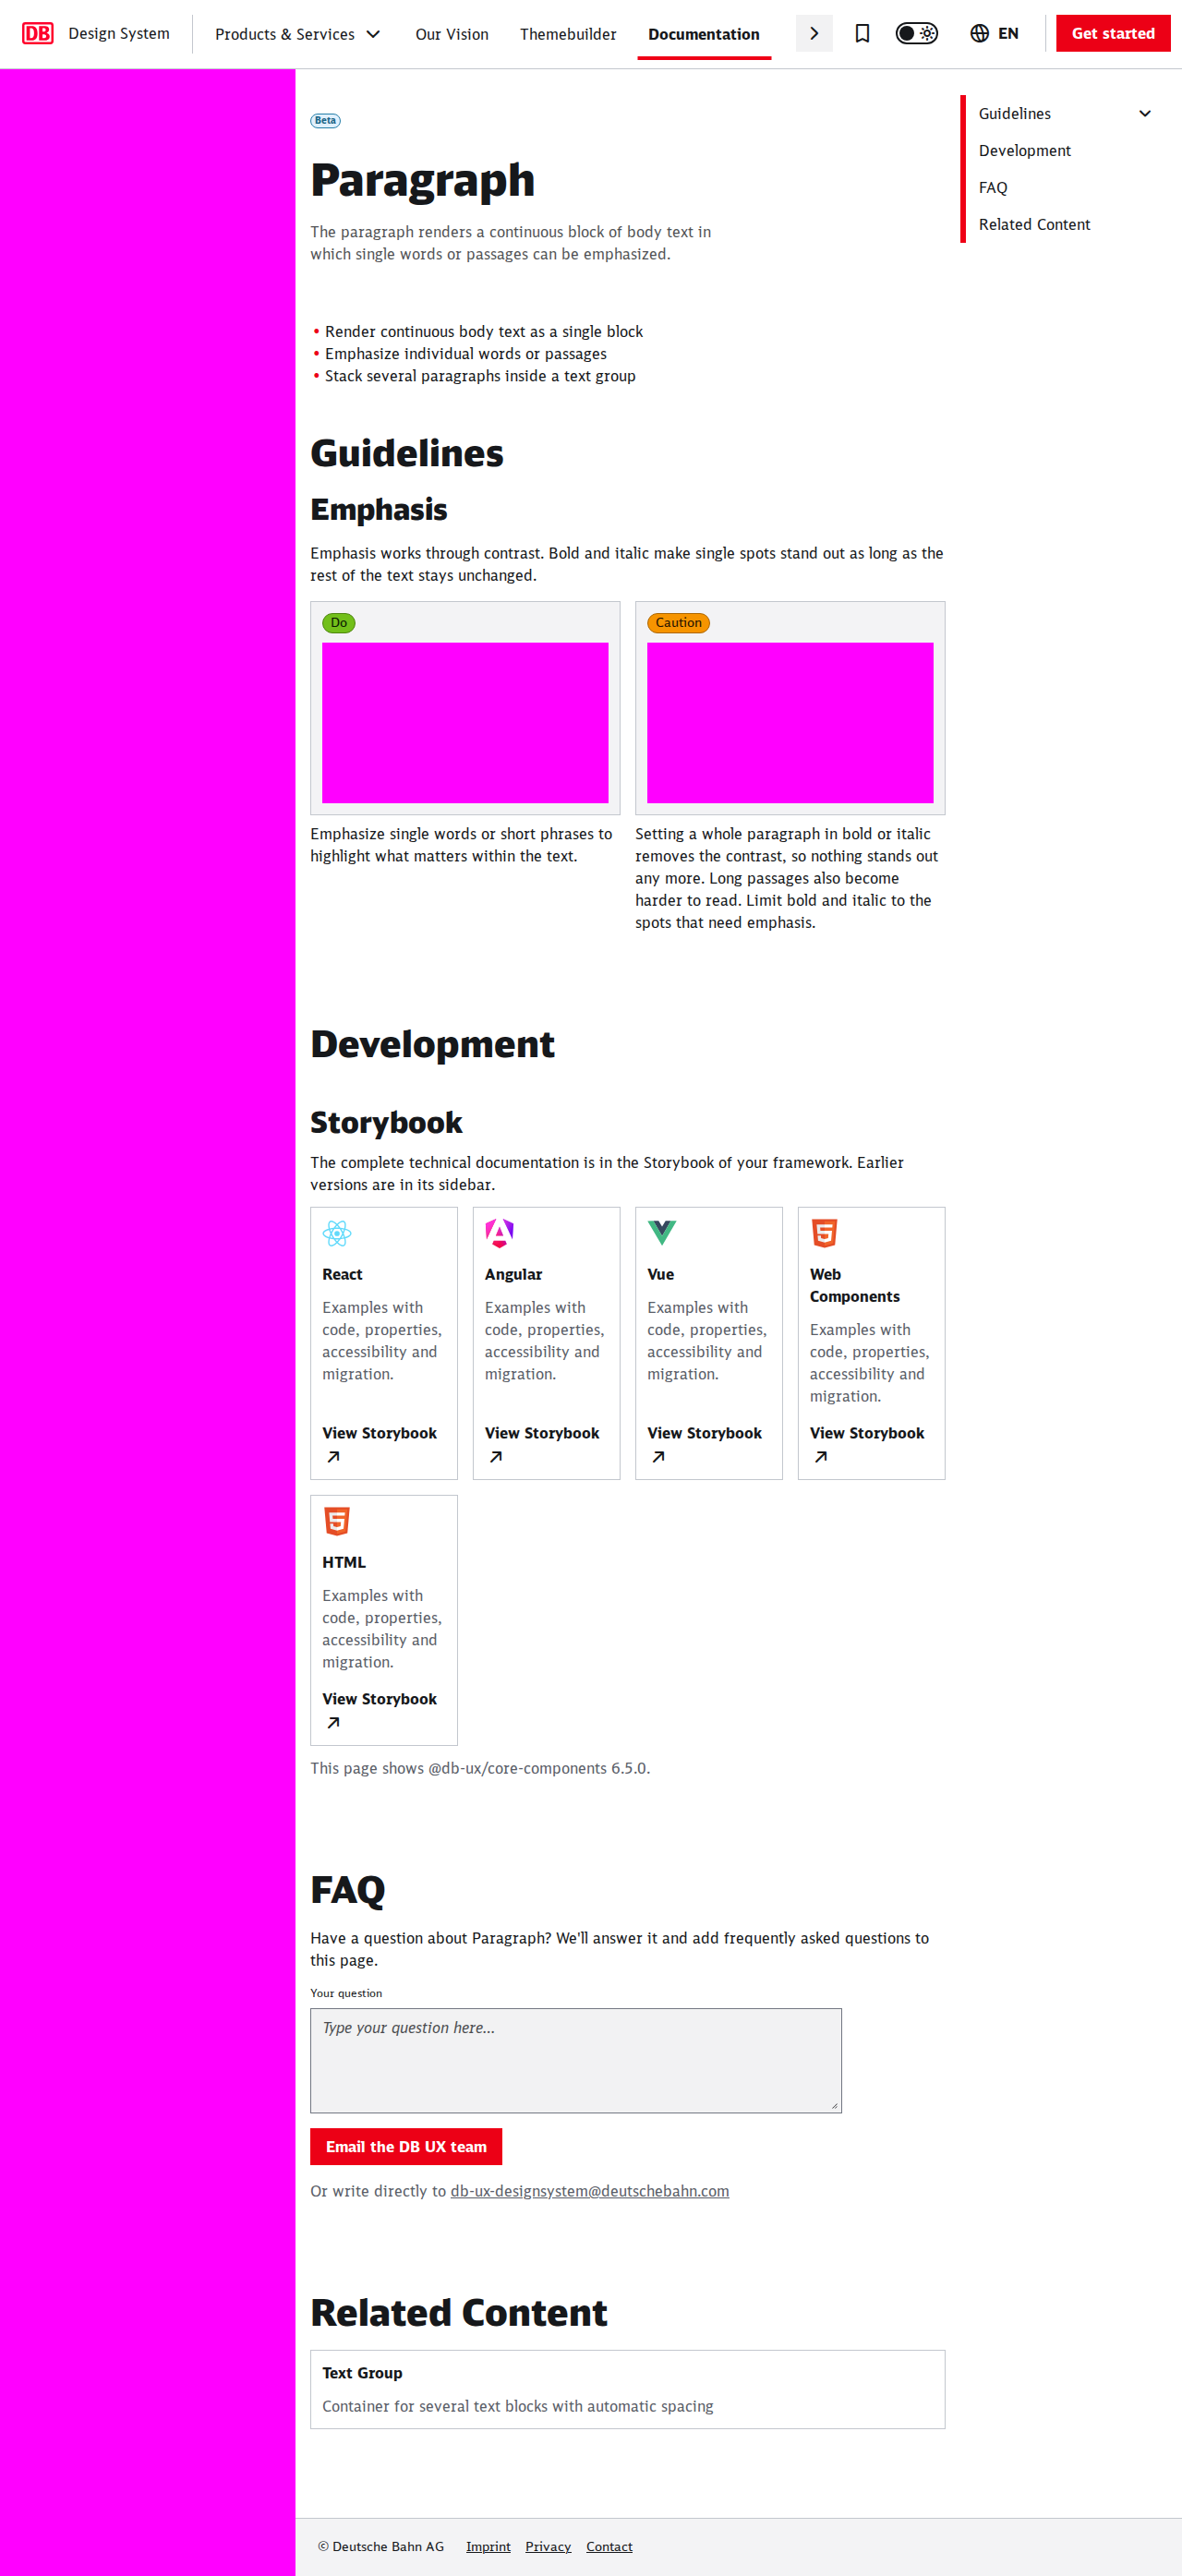 DB Design System
Products & Services
Our Vision
Themebuilder
Documentation
EN
Get started
Beta
Paragraph
The paragraph renders a continuous block of body text in
which single words or passages can be emphasized.
• Render continuous body text as a single block
• Emphasize individual words or passages
• Stack several paragraphs inside a text group
Guidelines
Development
FAQ
Related Content
Guidelines
Emphasis
Emphasis works through contrast. Bold and italic make single spots stand out as long as the
rest of the text stays unchanged.
Do
Emphasize single words or short phrases to
highlight what matters within the text.
Caution
Setting a whole paragraph in bold or italic
removes the contrast, so nothing stands out
any more. Long passages also become
harder to read. Limit bold and italic to the
spots that need emphasis.
Development
Storybook
The complete technical documentation is in the Storybook of your framework. Earlier
versions are in its sidebar.
React
Examples with
code, properties,
accessibility and
migration.
View Storybook
Angular
Examples with
code, properties,
accessibility and
migration.
View Storybook
Vue
Examples with
code, properties,
accessibility and
migration.
View Storybook
Web
Components
Examples with
code, properties,
accessibility and
migration.
View Storybook
HTML
Examples with
code, properties,
accessibility and
migration.
View Storybook
This page shows @db-ux/core-components 6.5.0.
FAQ
Have a question about Paragraph? We'll answer it and add frequently asked questions to
this page.
Your question
Type your question here...
Email the DB UX team
Or write directly to db-ux-designsystem@deutschebahn.com
Related Content
Text Group
Container for several text blocks with automatic spacing
© Deutsche Bahn AG
Imprint
Privacy
Contact